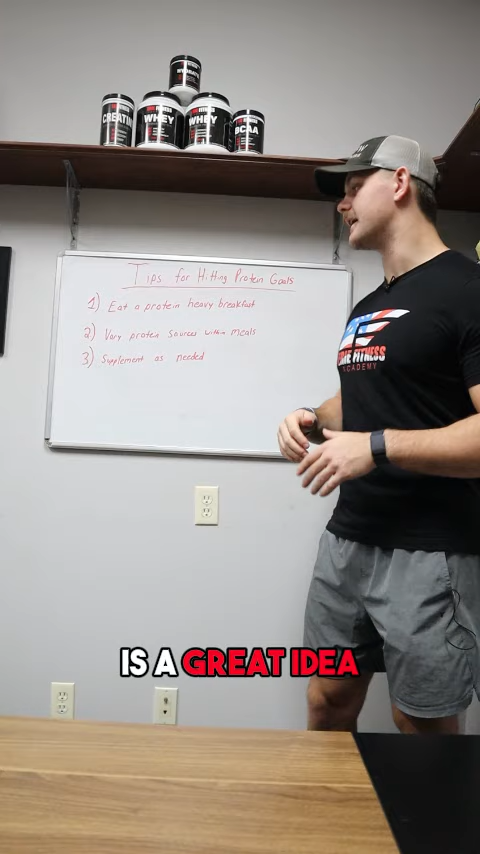 CREATINE
WHEY
WHEY
BCAA
Tips for Hitting Protein Goals
1) Eat a protein heavy breakfast
2) Vary protein sources within meals
3) Supplement as needed
FITNESS
ACADEMY
IS A GREAT IDEA